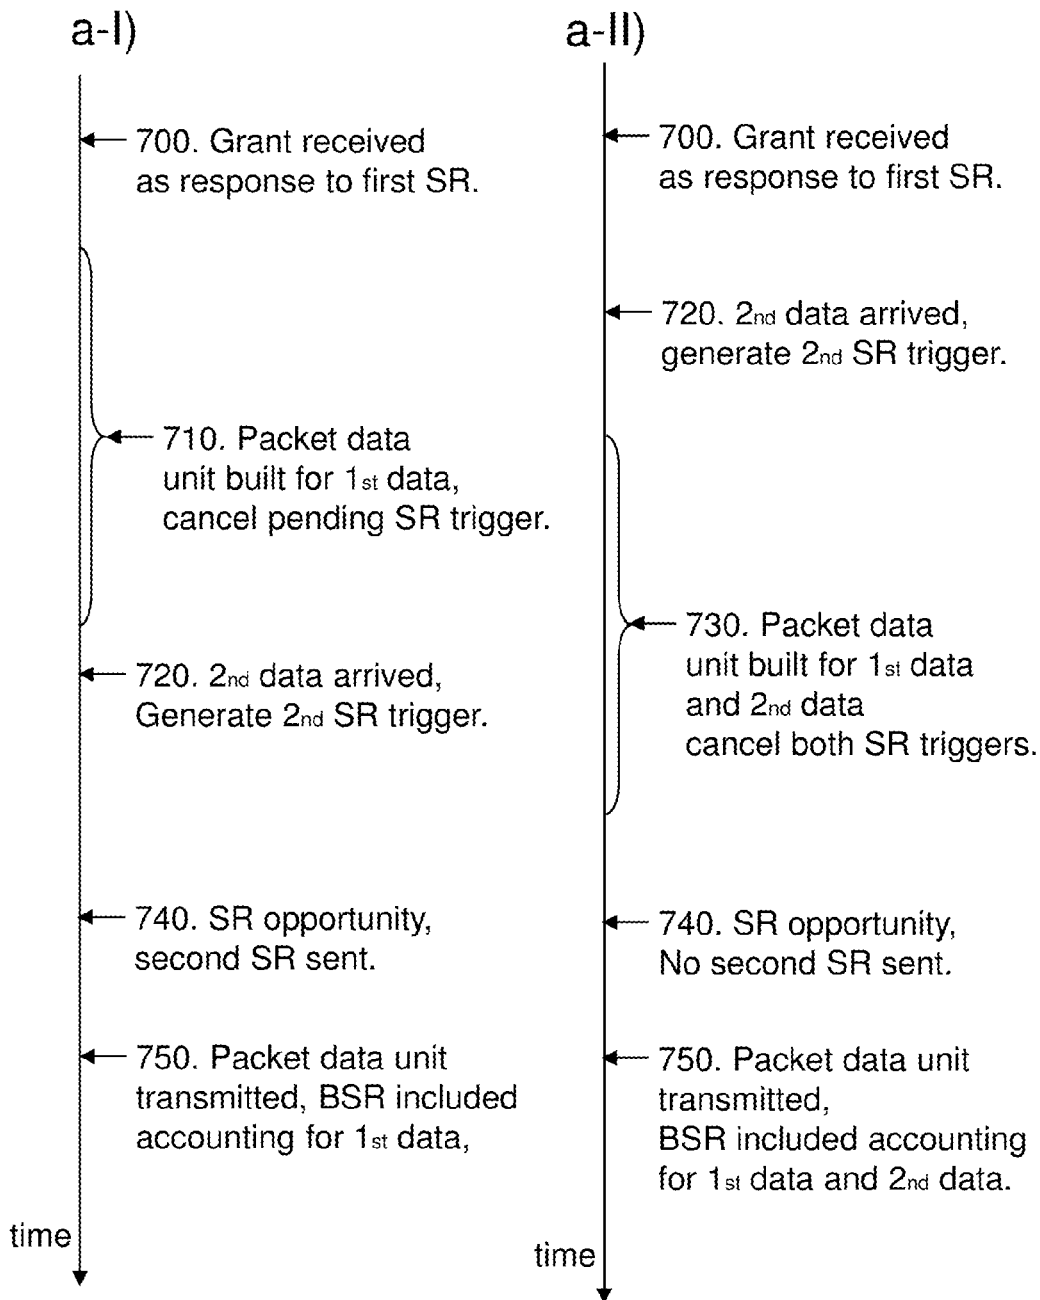 a-I)
700. Grant received
as response to first SR.
710. Packet data
unit built for 1st data,
cancel pending SR trigger.
720. 2nd data arrived,
Generate 2nd SR trigger.
740. SR opportunity,
second SR sent.
750. Packet data unit
transmitted, BSR included
accounting for 1st data,
time
a-II)
700. Grant received
as response to first SR.
720. 2nd data arrived,
generate 2nd SR trigger.
730. Packet data
unit built for 1st data
and 2nd data
cancel both SR triggers.
740. SR opportunity,
No second SR sent.
750. Packet data unit
transmitted,
BSR included accounting
for 1st data and 2nd data.
time